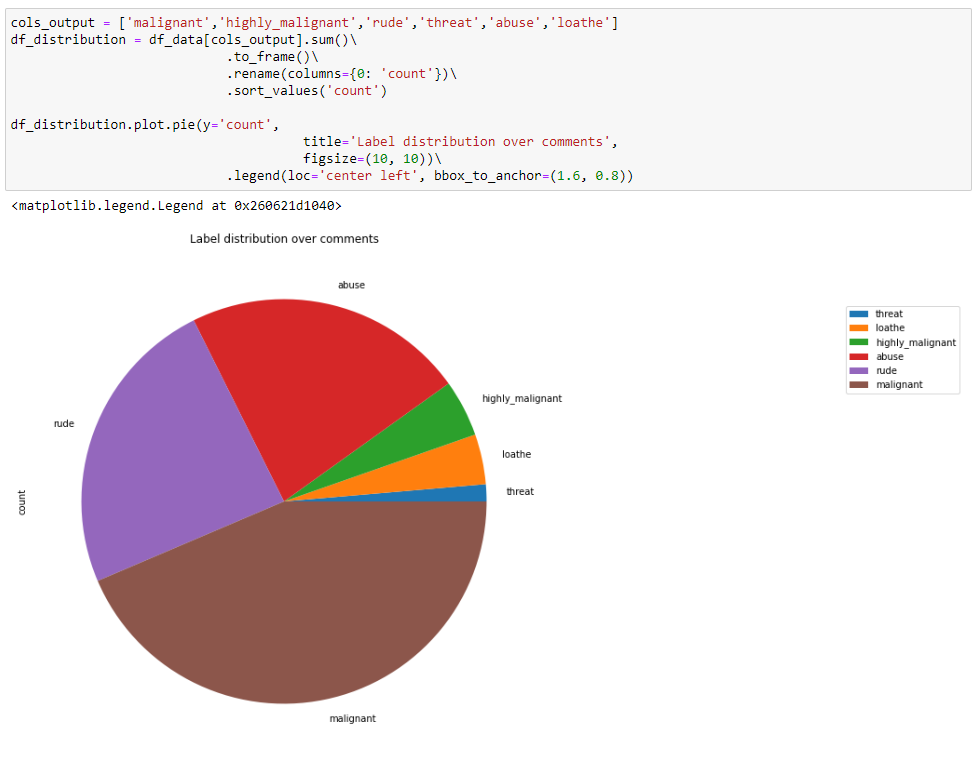 cols_output = ['malignant','highly_malignant','rude','threat','abuse','loathe']
df_distribution = df_data[cols_output].sum()\
.to_frame()\
.rename(columns={0: 'count'})\
.sort_values('count')
df_distribution.plot.pie(y='count',
title='Label distribution over comments',
figsize=(10, 10))\
.legend(loc='center left', bbox_to_anchor=(1.6, 0.8))
<matplotlib.legend.Legend at 0x260621d1040>
Label distribution over comments
abuse
highly_malignant
rude
loathe
threat
count
malignant
threat
loathe
highly_malignant
abuse
rude
malignant